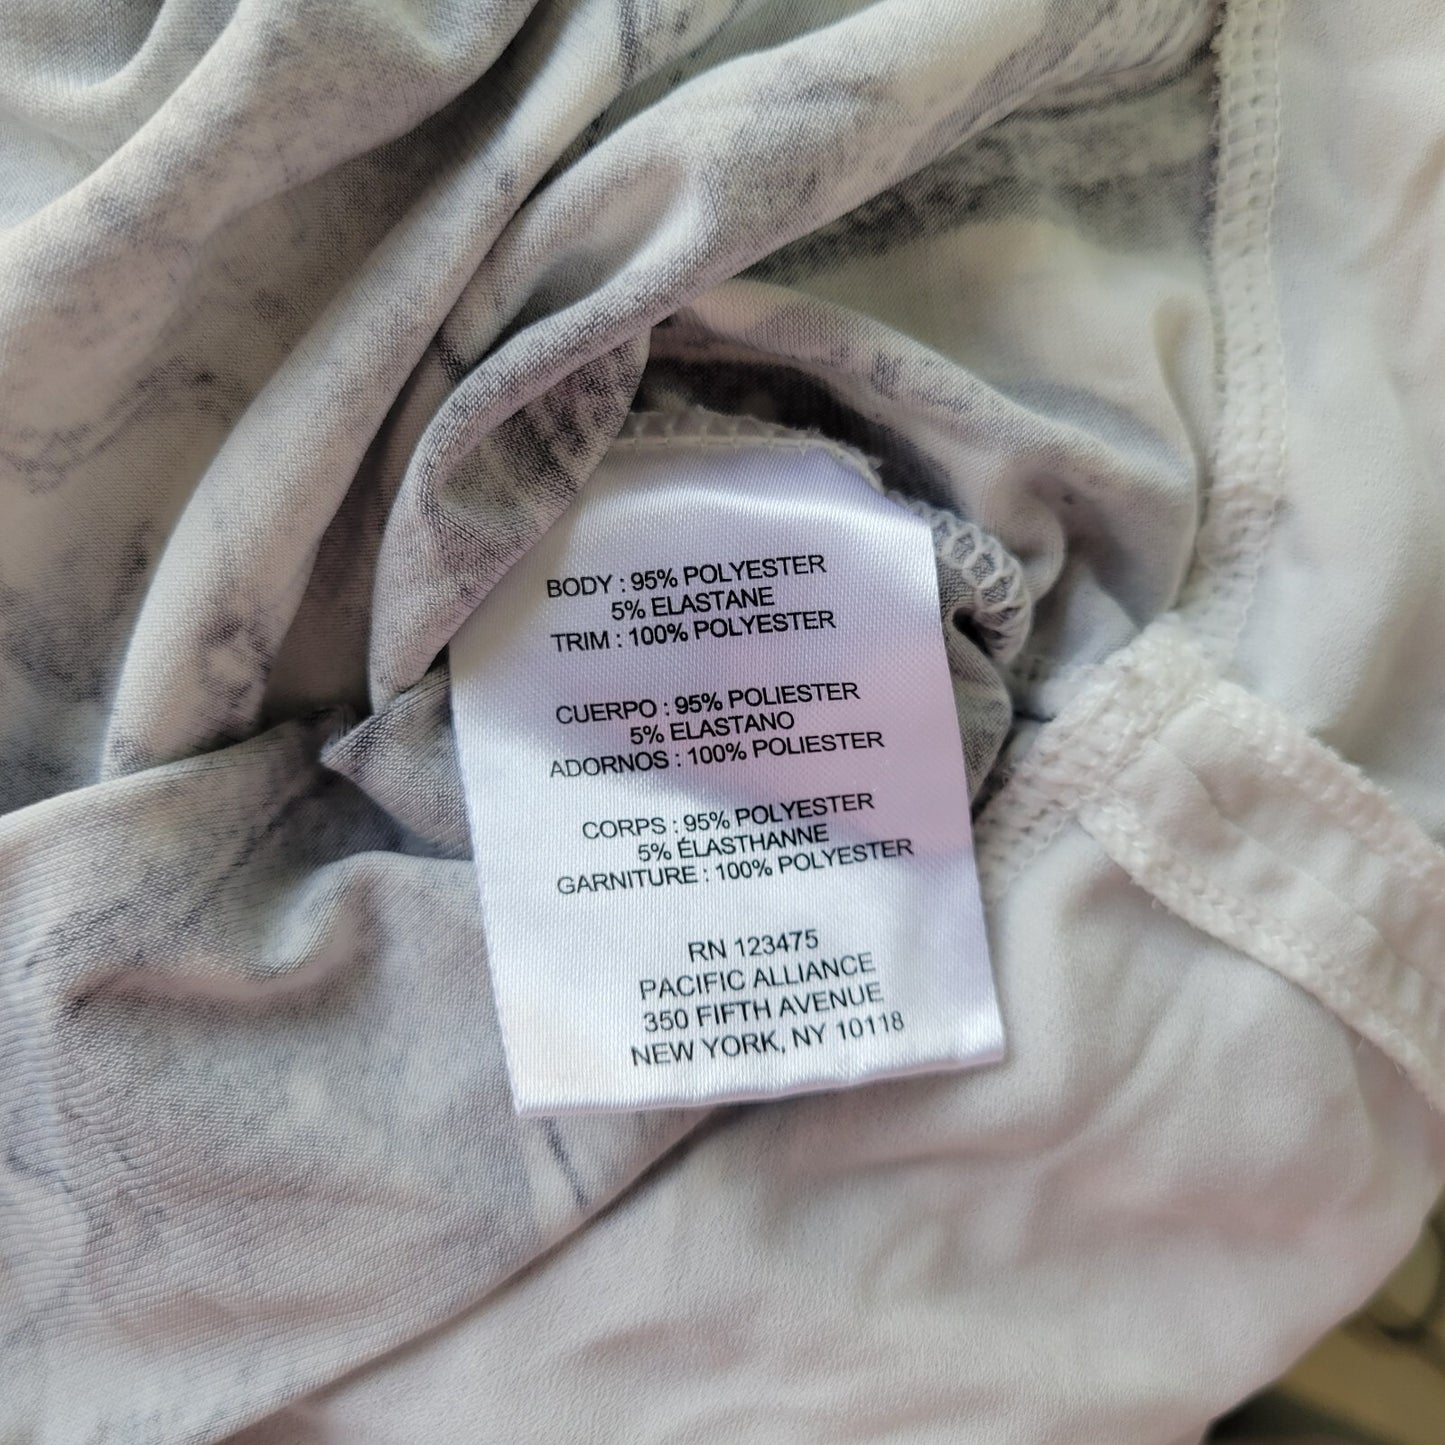 BODY : 95% POLYESTER
5% ELASTANE
TRIM : 100% POLYESTER
CUERPO : 95% POLIESTER
5% ELASTANO
ADORNOS : 100% POLIESTER
CORPS : 95% POLYESTER
5% ÉLASTHANNE
GARNITURE : 100% POLYESTER
RN 123475
PACIFIC ALLIANCE
350 FIFTH AVENUE
NEW YORK, NY 10118